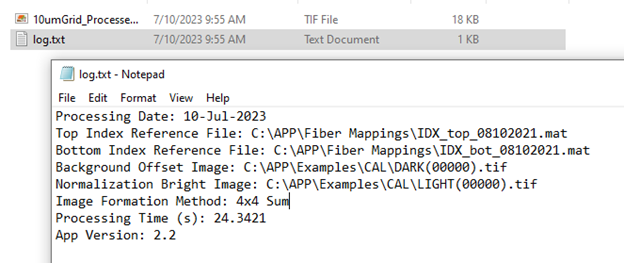 10umGrid_Processe... 7/10/2023 9:55 AM TIF File 18 KB
log.txt 7/10/2023 9:55 AM Text Document 1 KB
log.txt - Notepad
File Edit Format View Help
Processing Date: 10-Jul-2023
Top Index Reference File: C:\APP\Fiber Mappings\IDX_top_08102021.mat
Bottom Index Reference File: C:\APP\Fiber Mappings\IDX_bot_08102021.mat
Background Offset Image: C:\APP\Examples\CAL\DARK(00000).tif
Normalization Bright Image: C:\APP\Examples\CAL\LIGHT(00000).tif
Image Formation Method: 4x4 Sum
Processing Time (s): 24.3421
App Version: 2.2